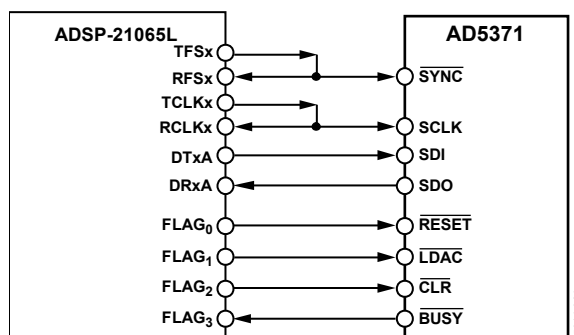 ADSP-21065L
AD5371
TFSx
RFSx
SYNC
TCLKx
RCLKx
SCLK
DTxA
SDI
DRxA
SDO
FLAG0
RESET
FLAG1
LDAC
FLAG2
CLR
FLAG3
BUSY